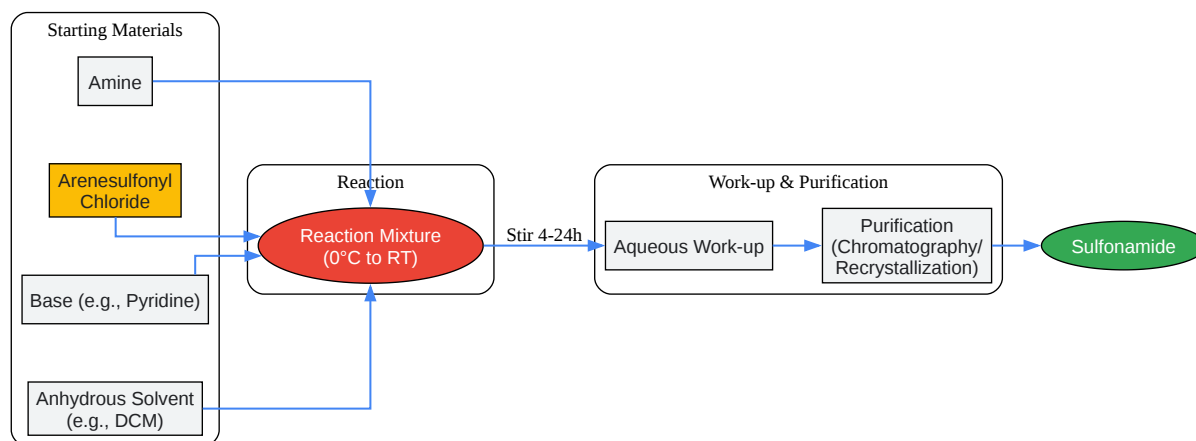 Starting Materials
Amine
Arenesulfonyl
Chloride
Base (e.g., Pyridine)
Anhydrous Solvent
(e.g., DCM)
Reaction
Reaction Mixture
(0°C to RT)
Stir 4-24h
Work-up & Purification
Aqueous Work-up
Purification
(Chromatography/
Recrystallization)
Sulfonamide